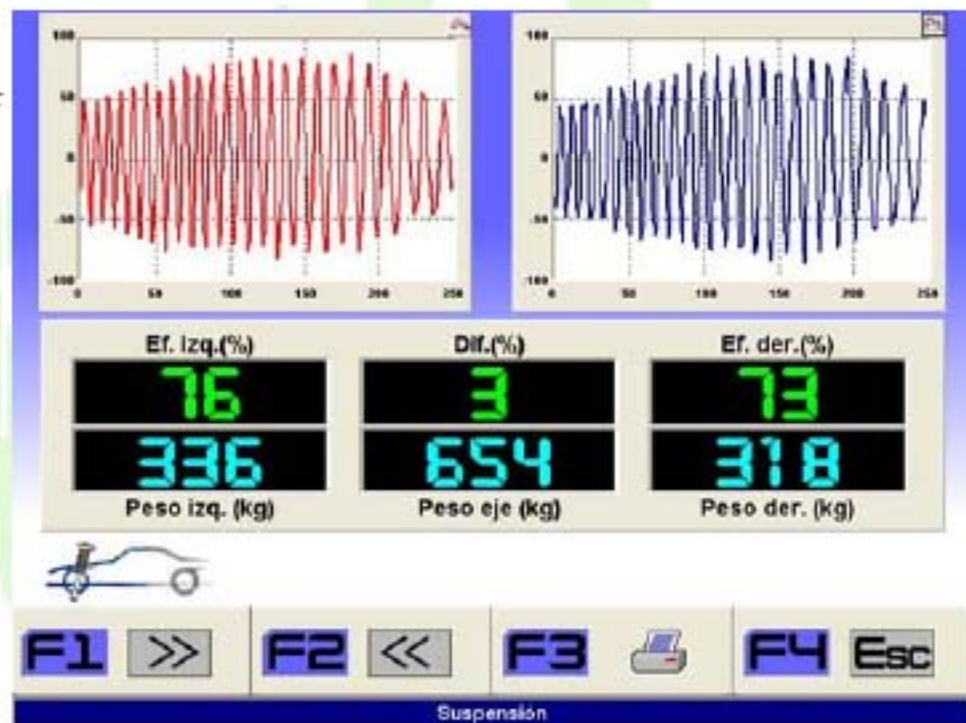 100
50
0
-50
-100
0 50 100 150 200 250
100
50
0
-50
-100
0 50 100 150 200 250
Ef. izq.(%) Dif.(%) Ef. der.(%)
76 3 73
336 654 318
Peso izq. (kg) Peso eje (kg) Peso der. (kg)
F1 >> F2 << F3 F4 Esc
Suspensión